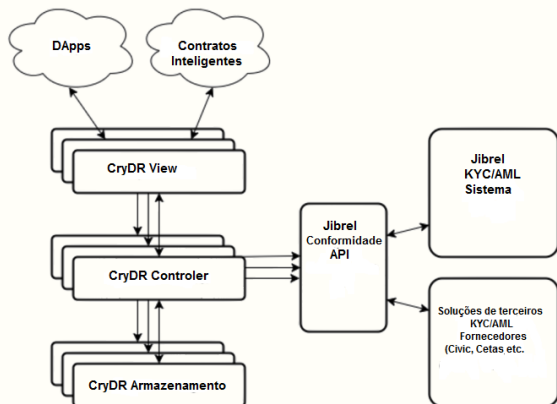 DApps
Contratos
Inteligentes
CryDR View
CryDR Controler
CryDR Armazenamento
Jibrel
Conformidade
API
Jibrel
KYC/AML
Sistema
Soluções de terceiros
KYC/AML
Fornecedores
(Civic, Cetas etc.